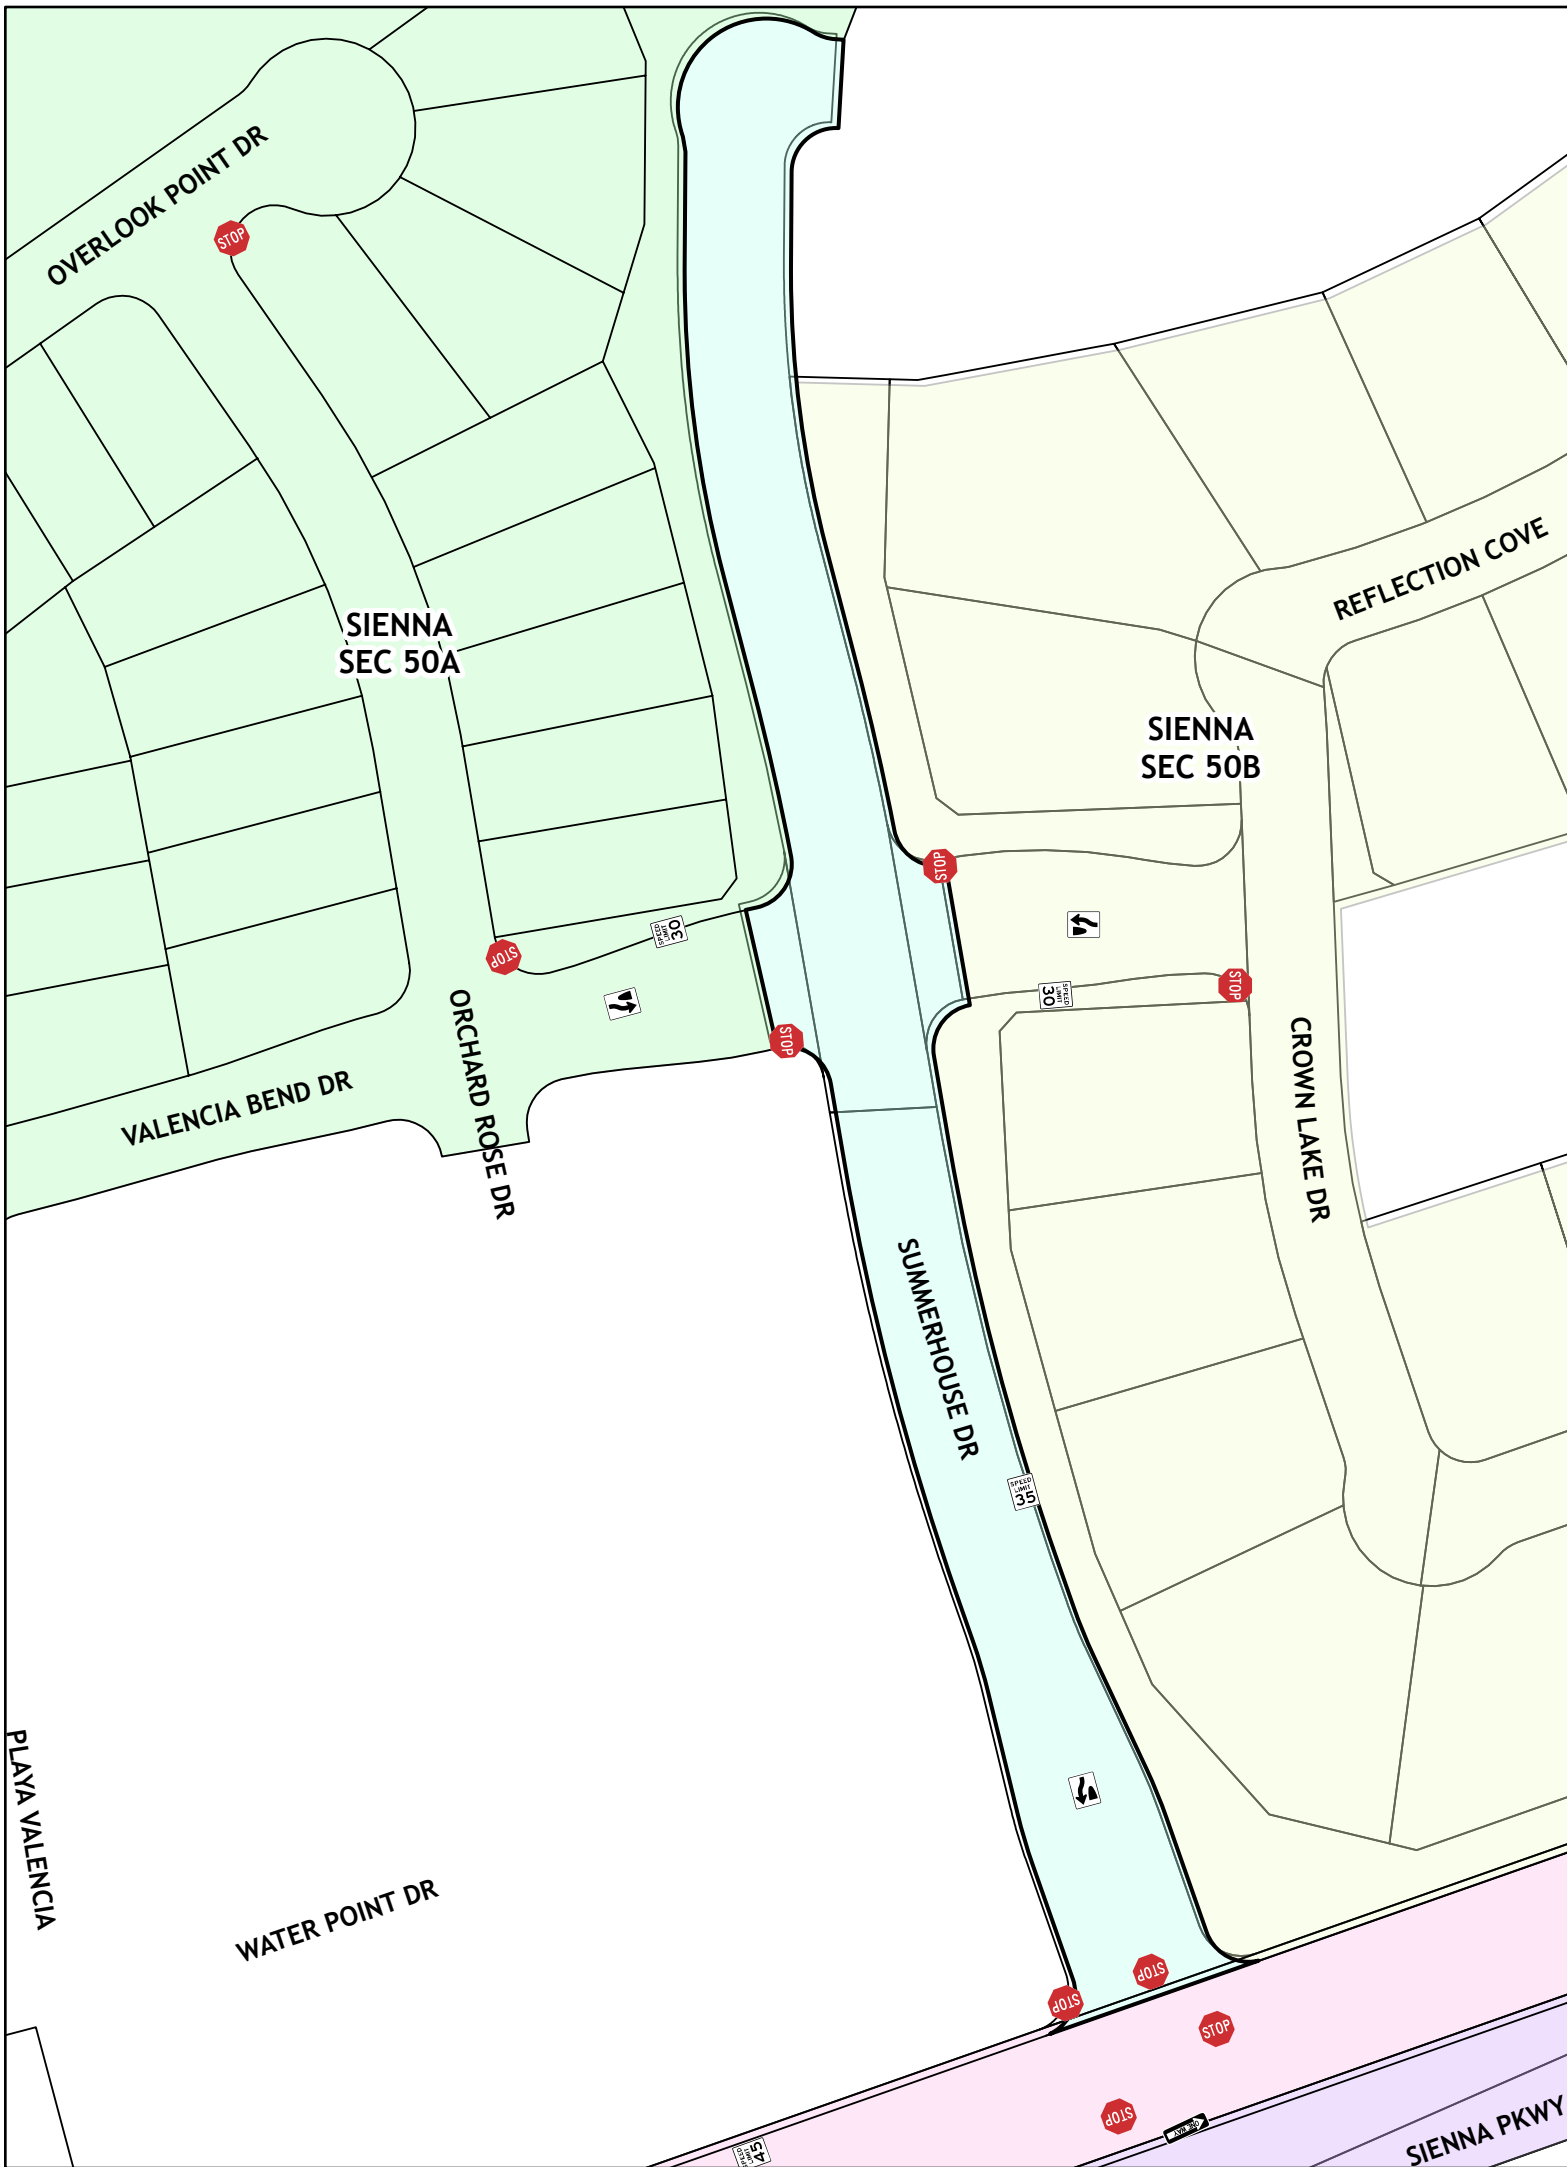 OVERLOOK POINT DR
STOP
REFLECTION COVE
SIENNA
SEC 50A
SIENNA
SEC 50B
STOP
SPEED
LIMIT
30
STOP
STOP
SPEED
LIMIT
30
STOP
STOP
ORCHARD ROSE DR
CROWN LAKE DR
VALENCIA BEND DR
SUMMERHOUSE DR
SPEED
LIMIT
35
PLAYA VALENCIA
WATER POINT DR
STOP
STOP
STOP
STOP
ONE WAY
SPEED
LIMIT
45
SIENNA PKWY